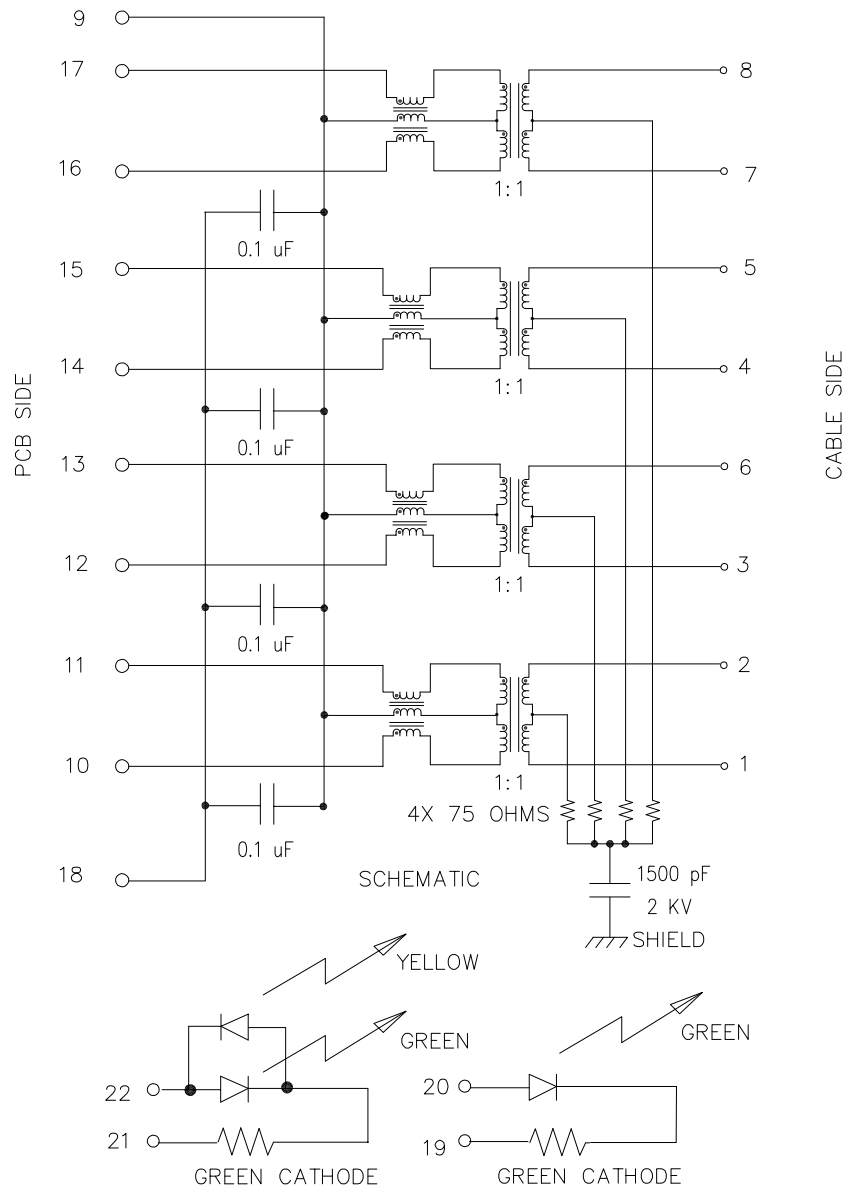 9
17
8
16
7
1:1
0.1 uF
15
5
14
4
1:1
PCB SIDE
CABLE SIDE
0.1 uF
13
6
12
3
1:1
0.1 uF
11
2
10
1
1:1
4X 75 OHMS
0.1 uF
18
SCHEMATIC
1500 pF
2 KV
SHIELD
YELLOW
GREEN
GREEN
22
20
21
19
GREEN CATHODE
GREEN CATHODE